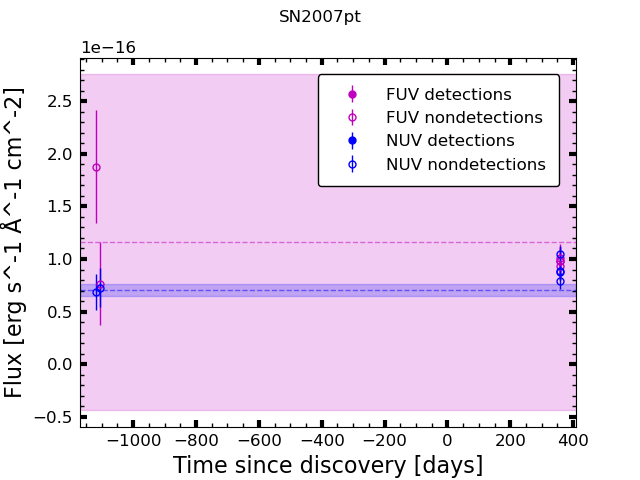 SN2007pt
1e−16
FUV detections
FUV nondetections
NUV detections
NUV nondetections
2.5
2.0
1.5
1.0
0.5
0.0
−0.5
Flux [erg s^-1 Å^-1 cm^-2]
−1000 −800 −600 −400 −200 0 200 400
Time since discovery [days]